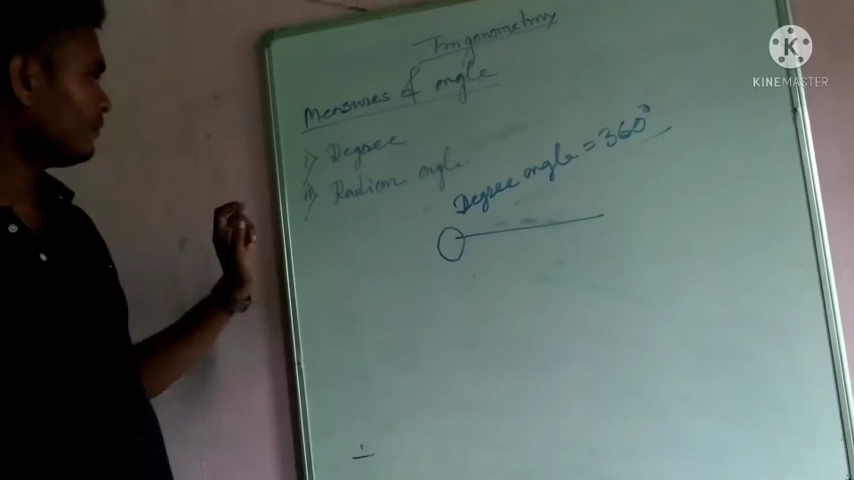 Trigonometry
Measures of angle
i> Degree
ii> Radian angle
Degree angle = 360°
K
KINEMASTER